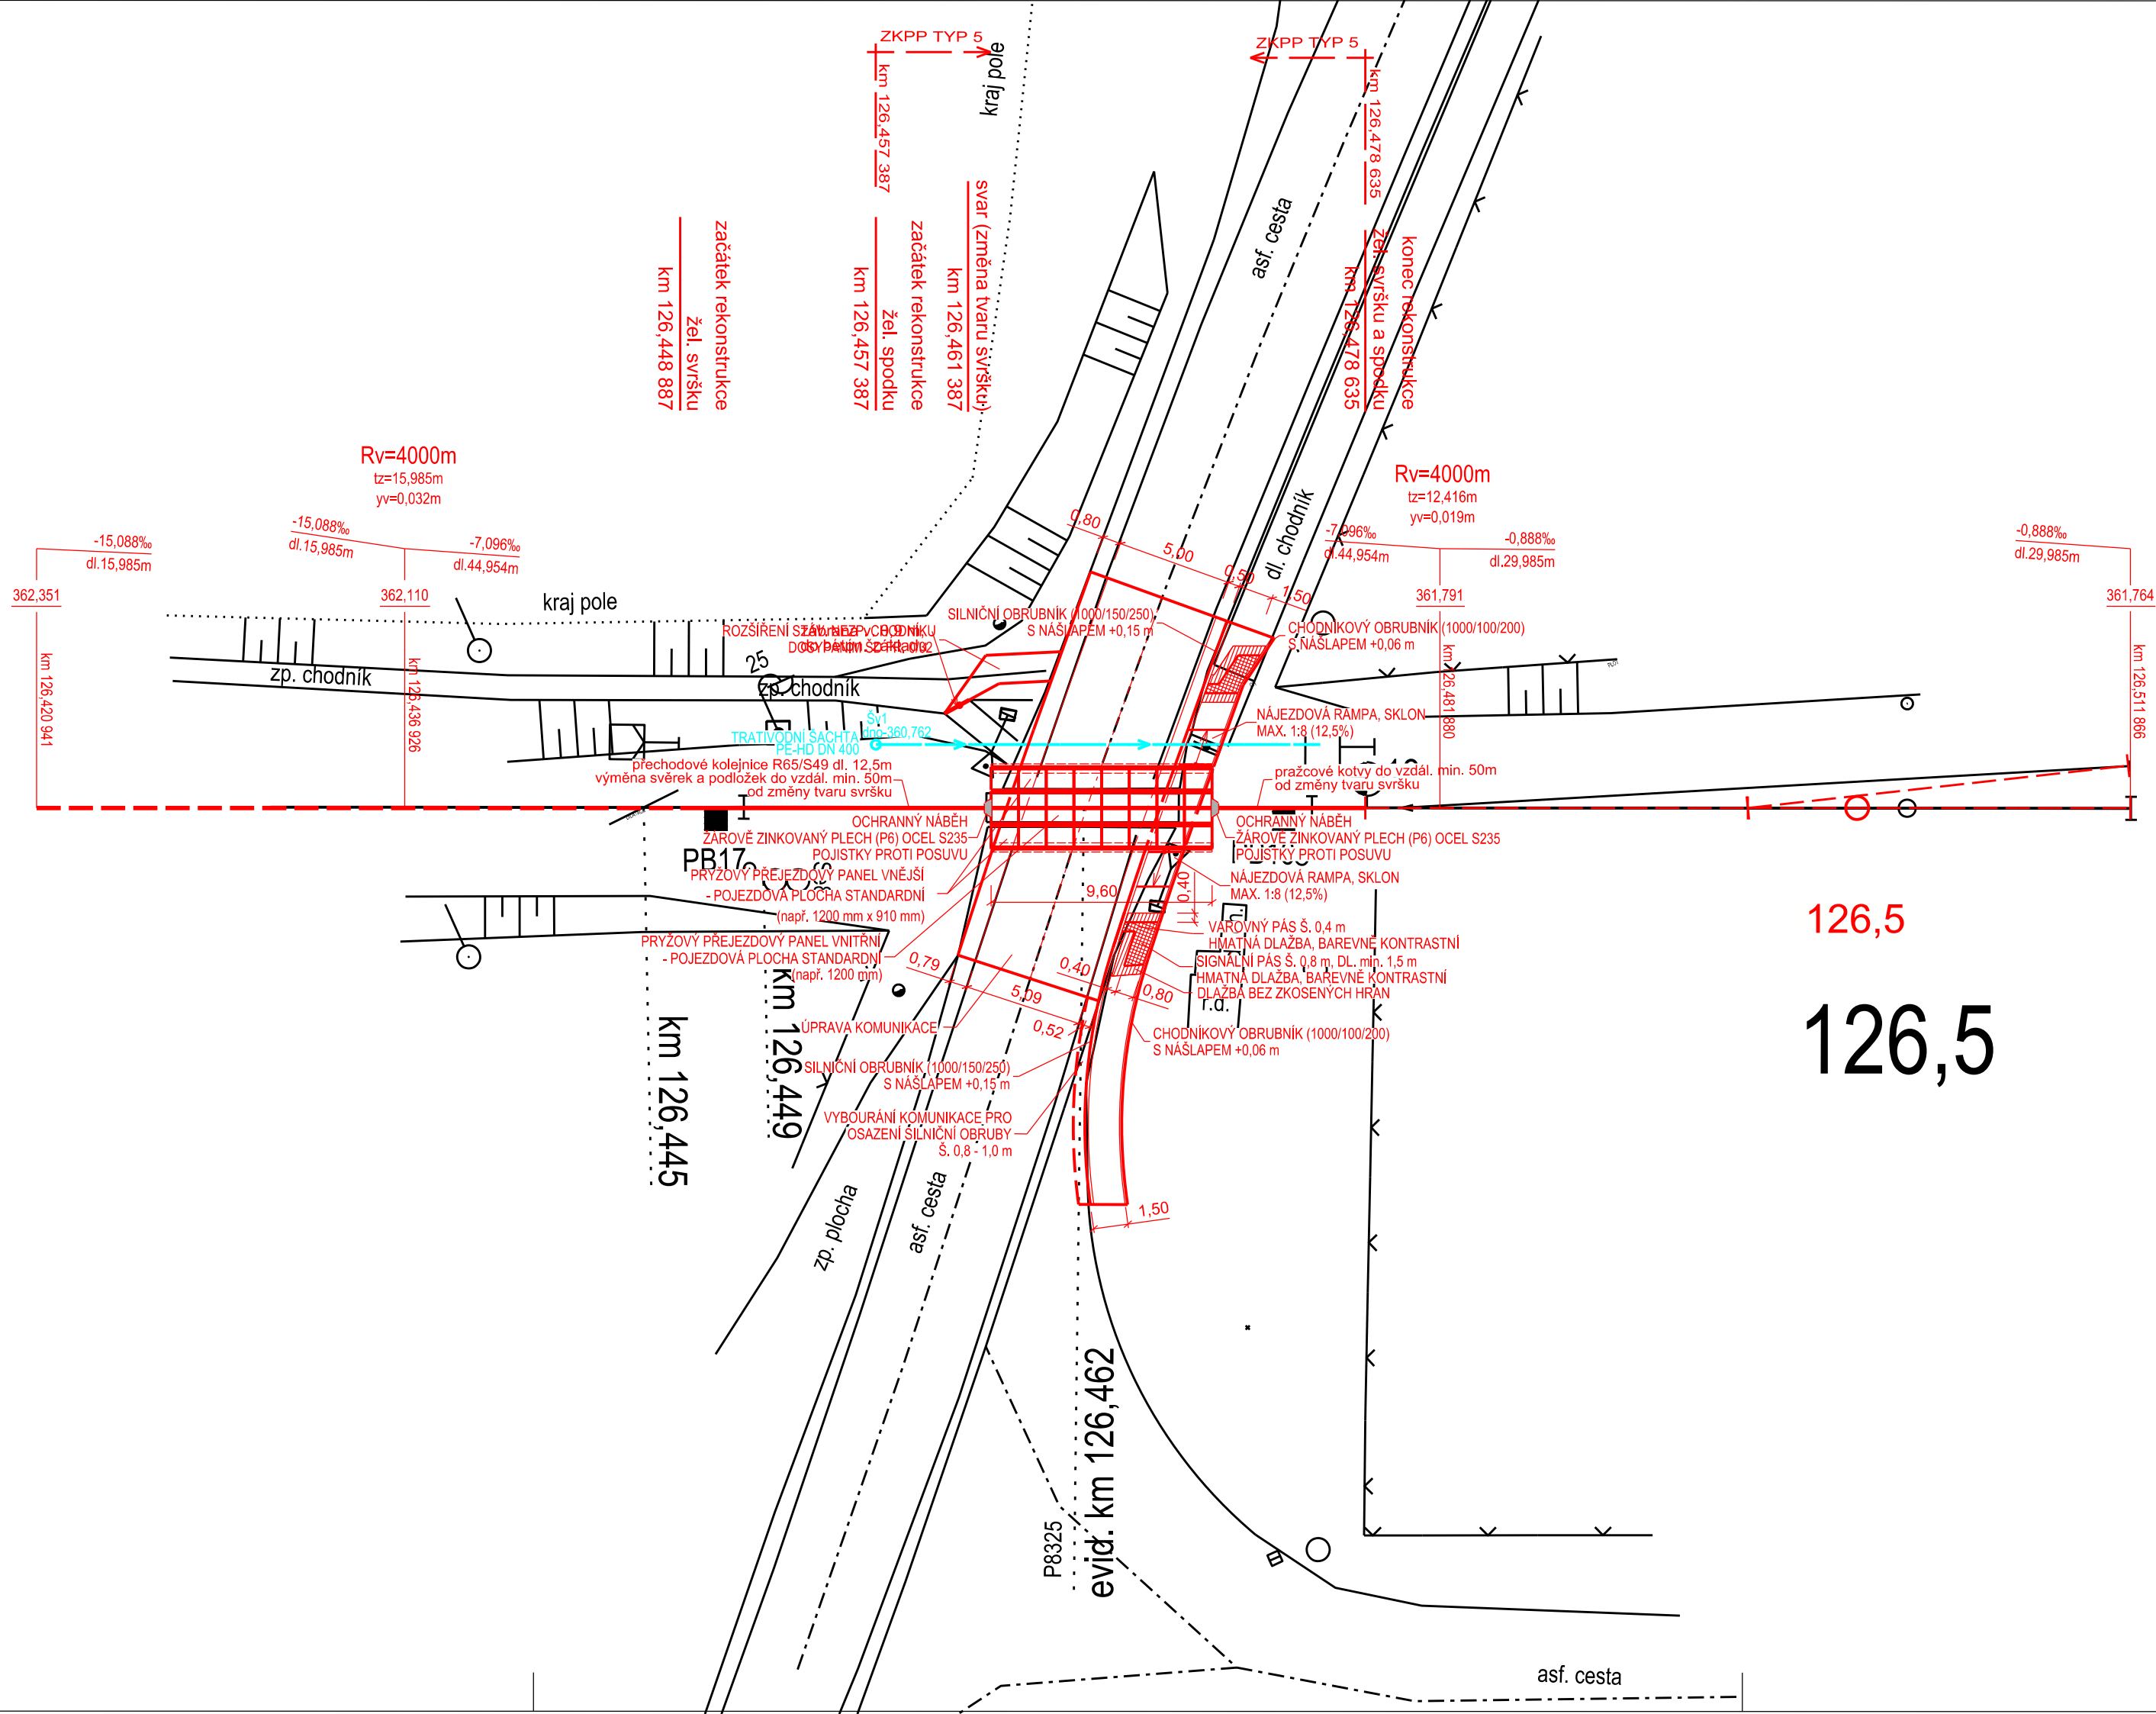 ZKPP TYP 5
km 126,457 387
kraj pole
ZKPP TYP 5
km 126,478 635
začátek rekonstrukce
žel. svršku
km 126,448 887
začátek rekonstrukce
žel. spodku
km 126,457 387
svar (změna tvaru svršku)
km 126,461 387
konec rekonstrukce
žel. svršku a spodku
km 126,478 635
asf. cesta
dl. chodník
Rv=4000m
tz=15,985m
yv=0,032m
-15,088‰
dl.15,985m
-15,088‰
dl.15,985m
-7,096‰
dl.44,954m
362,351
km 126,420 941
362,110
km 126,436 926
Rv=4000m
tz=12,416m
yv=0,019m
-7,096‰
dl.44,954m
-0,888‰
dl.29,985m
-0,888‰
dl.29,985m
361,791
km 126,481 880
361,764
km 126,511 866
0,80
5,00
0,50
1,50
kraj pole
zp. chodník
zp. chodník
25
SILNIČNÍ OBRUBNÍK (1000/150/250)
S NÁŠLAPEM +0,15 m
CHODNÍKOVÝ OBRUBNÍK (1000/100/200)
S NÁŠLAPEM +0,06 m
ROZŠÍŘENÍ
NÁJEZDOVÁ RAMPA, SKLON
MAX. 1:8 (12,5%)
Šv1
dno-360,762
TRATIVODNÍ ŠACHTA
PE-HD DN 400
přechodové kolejnice R65/S49 dl. 12,5m
výměna svěrek a podložek do vzdál. min. 50m
od změny tvaru svršku
pražcové kotvy do vzdál. min. 50m
od změny tvaru svršku
OCHRANNÝ NÁBĚH
ŽÁROVĚ ZINKOVANÝ PLECH (P6) OCEL S235
POJISTKY PROTI POSUVU
OCHRANNÝ NÁBĚH
ŽÁROVĚ ZINKOVANÝ PLECH (P6) OCEL S235
POJISTKY PROTI POSUVU
PB17
PRYŽOVÝ PŘEJEZDOVÝ PANEL VNĚJŠÍ
- POJEZDOVÁ PLOCHA STANDARDNÍ
(např. 1200 mm x 910 mm)
PRYŽOVÝ PŘEJEZDOVÝ PANEL VNITŘNÍ
- POJEZDOVÁ PLOCHA STANDARDNÍ
(např. 1200 mm)
9,60
0,40
NÁJEZDOVÁ RAMPA, SKLON
MAX. 1:8 (12,5%)
VAROVNÝ PÁS Š. 0,4 m
HMATNÁ DLAŽBA, BAREVNĚ KONTRASTNÍ
SIGNÁLNÍ PÁS Š. 0,8 m, DL. min. 1,5 m
HMATNÁ DLAŽBA, BAREVNĚ KONTRASTNÍ
DLAŽBA BEZ ZKOSENÝCH HRAN
r.d.
0,79
5,09
0,52
0,40
0,80
ÚPRAVA KOMUNIKACE
CHODNÍKOVÝ OBRUBNÍK (1000/100/200)
S NÁŠLAPEM +0,06 m
SILNIČNÍ OBRUBNÍK (1000/150/250)
S NÁŠLAPEM +0,15 m
VYBOURÁNÍ KOMUNIKACE PRO
OSAZENÍ SILNIČNÍ OBRUBY
Š. 0,8 - 1,0 m
1,50
126,5
126,5
km 126,445
km 126,449
zp. plocha
asf. cesta
P8325
evid. km 126,462
asf. cesta